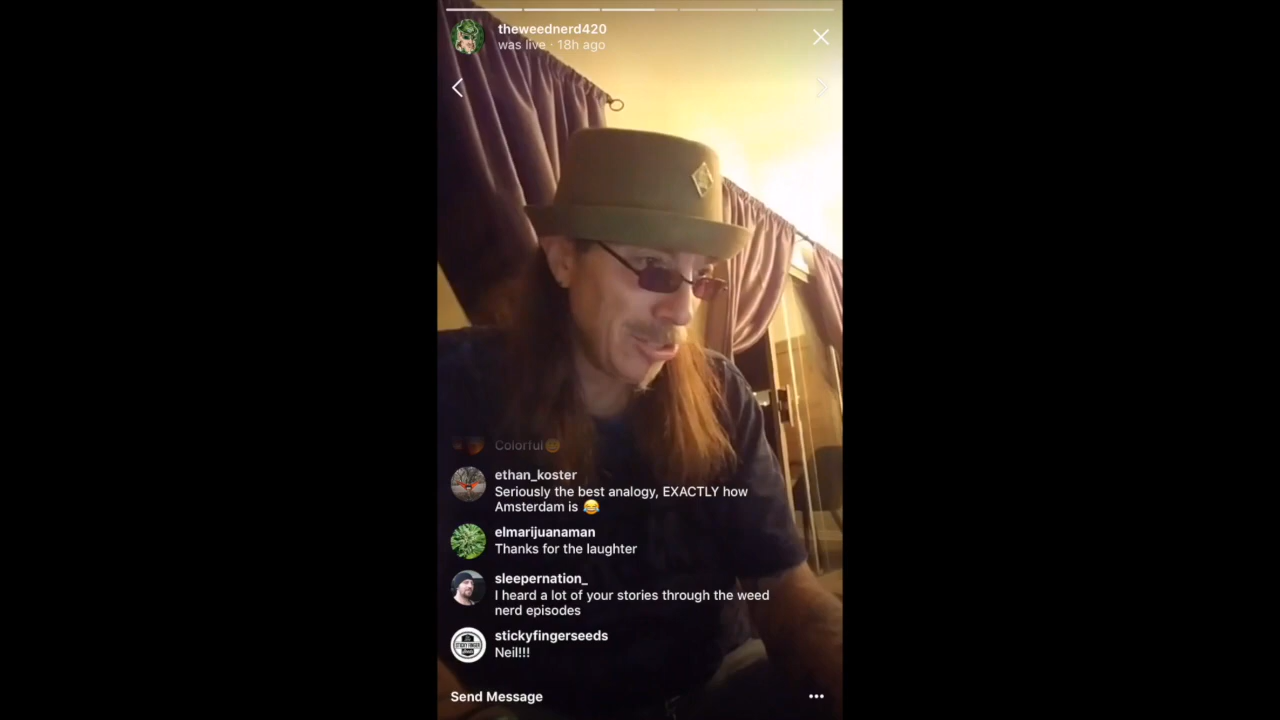 theweednerd420
was live · 18h ago
Colorful😊
ethan_koster
Seriously the best analogy, EXACTLY how
Amsterdam is 😂
elmarijuanaman
Thanks for the laughter
sleepernation_
I heard a lot of your stories through the weed
nerd episodes
stickyfingerseeds
Neil!!!
Send Message